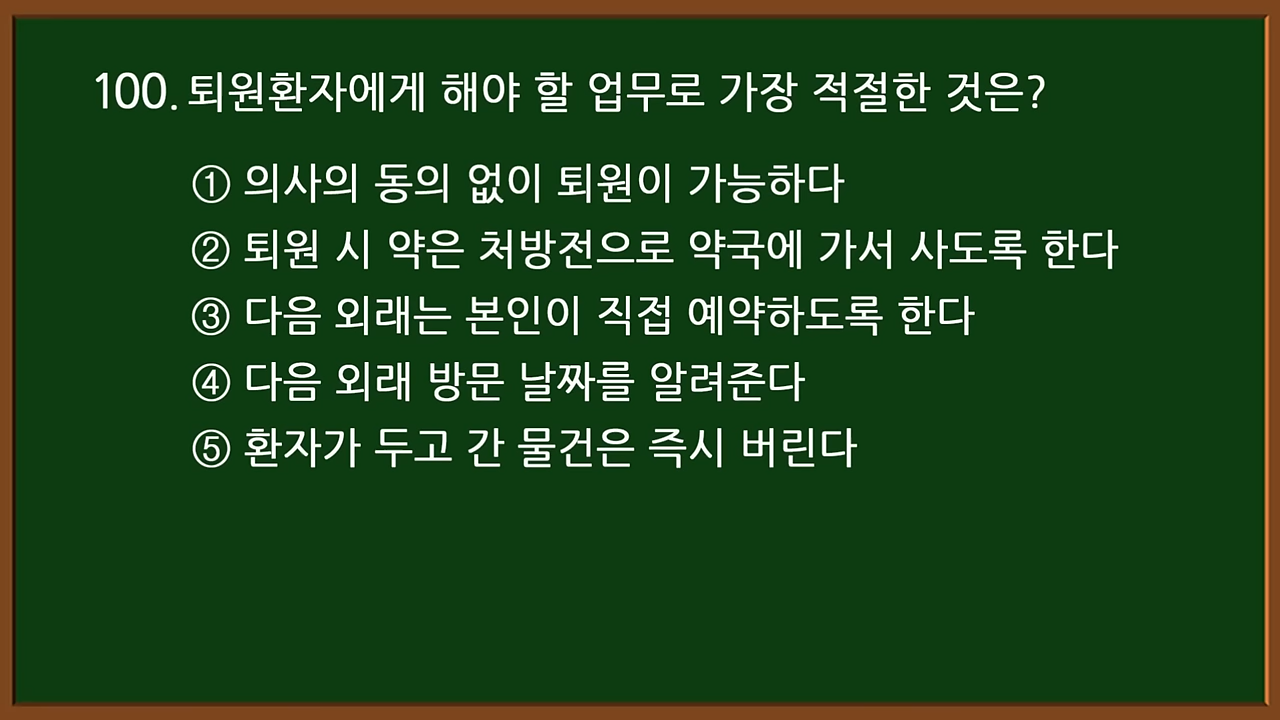 100. 퇴원환자에게 해야 할 업무로 가장 적절한 것은?
① 의사의 동의 없이 퇴원이 가능하다
② 퇴원 시 약은 처방전으로 약국에 가서 사도록 한다
③ 다음 외래는 본인이 직접 예약하도록 한다
④ 다음 외래 방문 날짜를 알려준다
⑤ 환자가 두고 간 물건은 즉시 버린다